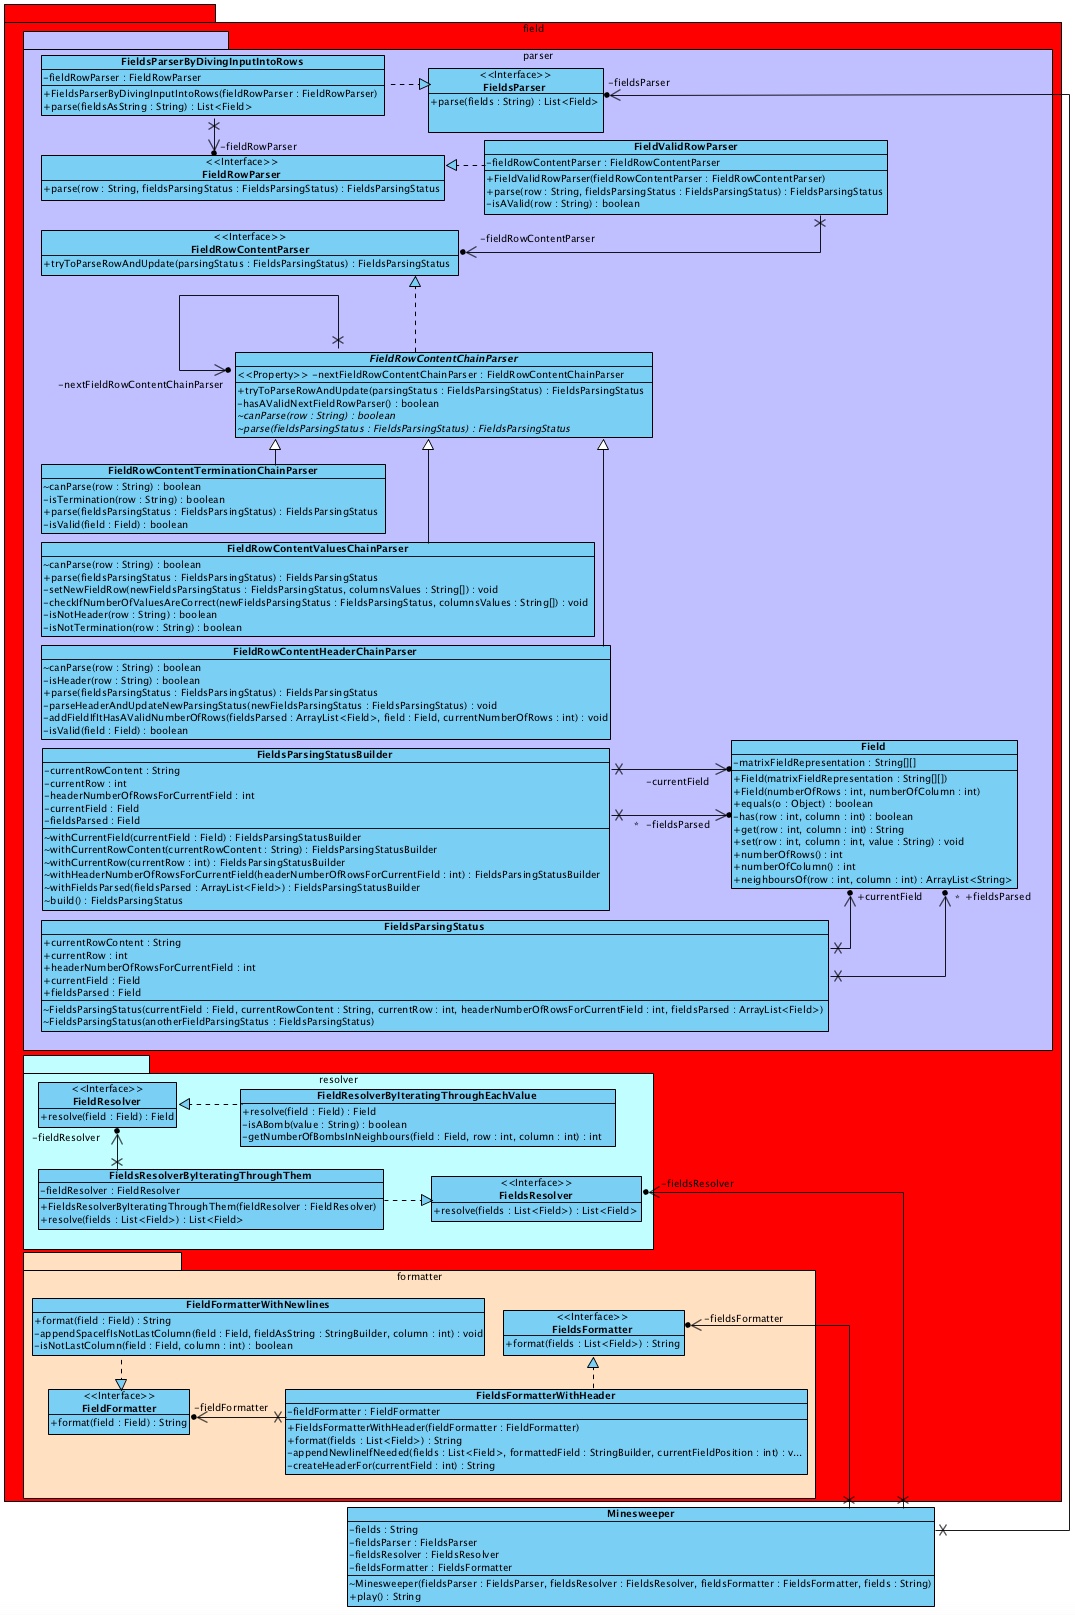 field
parser
FieldsParserByDivingInputIntoRows
-fieldRowParser : FieldRowParser
+FieldsParserByDivingInputIntoRows(fieldRowParser : FieldRowParser)
+parse(fieldsAsString : String) : List<Field>
<<Interface>>
FieldsParser
+parse(fields : String) : List<Field>
-fieldsParser
-fieldRowParser
<<Interface>>
FieldRowParser
+parse(row : String, fieldsParsingStatus : FieldsParsingStatus) : FieldsParsingStatus
FieldValidRowParser
-fieldRowContentParser : FieldRowContentParser
+FieldValidRowParser(fieldRowContentParser : FieldRowContentParser)
+parse(row : String, fieldsParsingStatus : FieldsParsingStatus) : FieldsParsingStatus
-isAValid(row : String) : boolean
<<Interface>>
FieldRowContentParser
+tryToParseRowAndUpdate(parsingStatus : FieldsParsingStatus) : FieldsParsingStatus
-fieldRowContentParser
-nextFieldRowContentChainParser
FieldRowContentChainParser
<<Property>> -nextFieldRowContentChainParser : FieldRowContentChainParser
+tryToParseRowAndUpdate(parsingStatus : FieldsParsingStatus) : FieldsParsingStatus
-hasAValidNextFieldRowParser() : boolean
~canParse(row : String) : boolean
~parse(fieldsParsingStatus : FieldsParsingStatus) : FieldsParsingStatus
FieldRowContentTerminationChainParser
~canParse(row : String) : boolean
-isTermination(row : String) : boolean
+parse(fieldsParsingStatus : FieldsParsingStatus) : FieldsParsingStatus
-isValid(field : Field) : boolean
FieldRowContentValuesChainParser
~canParse(row : String) : boolean
+parse(fieldsParsingStatus : FieldsParsingStatus) : FieldsParsingStatus
-setNewFieldRow(newFieldsParsingStatus : FieldsParsingStatus, columnsValues : String[]) : void
-checkIfNumberOfValuesAreCorrect(newFieldsParsingStatus : FieldsParsingStatus, columnsValues : String[]) : void
-isNotHeader(row : String) : boolean
-isNotTermination(row : String) : boolean
FieldRowContentHeaderChainParser
~canParse(row : String) : boolean
-isHeader(row : String) : boolean
+parse(fieldsParsingStatus : FieldsParsingStatus) : FieldsParsingStatus
-parseHeaderAndUpdateNewParsingStatus(newFieldsParsingStatus : FieldsParsingStatus) : void
-addFieldIfItHasAValidNumberOfRows(fieldsParsed : ArrayList<Field>, field : Field, currentNumberOfRows : int) : void
-isValid(field : Field) : boolean
FieldsParsingStatusBuilder
-currentRowContent : String
-currentRow : int
-headerNumberOfRowsForCurrentField : int
-currentField : Field
-fieldsParsed : Field
~withCurrentField(currentField : Field) : FieldsParsingStatusBuilder
~withCurrentRowContent(currentRowContent : String) : FieldsParsingStatusBuilder
~withCurrentRow(currentRow : int) : FieldsParsingStatusBuilder
~withHeaderNumberOfRowsForCurrentField(headerNumberOfRowsForCurrentField : int) : FieldsParsingStatusBuilder
~withFieldsParsed(fieldsParsed : ArrayList<Field>) : FieldsParsingStatusBuilder
~build() : FieldsParsingStatus
-currentField
* -fieldsParsed
Field
-matrixFieldRepresentation : String[][]
+Field(matrixFieldRepresentation : String[][])
+Field(numberOfRows : int, numberOfColumn : int)
+equals(o : Object) : boolean
-has(row : int, column : int) : boolean
+get(row : int, column : int) : String
+set(row : int, column : int, value : String) : void
+numberOfRows() : int
+numberOfColumn() : int
+neighboursOf(row : int, column : int) : ArrayList<String>
+currentField
* +fieldsParsed
FieldsParsingStatus
+currentRowContent : String
+currentRow : int
+headerNumberOfRowsForCurrentField : int
+currentField : Field
+fieldsParsed : Field
~FieldsParsingStatus(currentField : Field, currentRowContent : String, currentRow : int, headerNumberOfRowsForCurrentField : int, fieldsParsed : ArrayList<Field>)
~FieldsParsingStatus(anotherFieldParsingStatus : FieldsParsingStatus)
resolver
<<Interface>>
FieldResolver
+resolve(field : Field) : Field
FieldResolverByIteratingThroughEachValue
+resolve(field : Field) : Field
-isABomb(value : String) : boolean
-getNumberOfBombsInNeighbours(field : Field, row : int, column : int) : int
-fieldResolver
FieldsResolverByIteratingThroughThem
-fieldResolver : FieldResolver
+FieldsResolverByIteratingThroughThem(fieldResolver : FieldResolver)
+resolve(fields : List<Field>) : List<Field>
<<Interface>>
FieldsResolver
+resolve(fields : List<Field>) : List<Field>
-fieldsResolver
formatter
FieldFormatterWithNewlines
+format(field : Field) : String
-appendSpaceIfIsNotLastColumn(field : Field, fieldAsString : StringBuilder, column : int) : void
-isNotLastColumn(field : Field, column : int) : boolean
<<Interface>>
FieldsFormatter
+format(fields : List<Field>) : String
-fieldsFormatter
<<Interface>>
FieldFormatter
+format(field : Field) : String
-fieldFormatter
FieldsFormatterWithHeader
-fieldFormatter : FieldFormatter
+FieldsFormatterWithHeader(fieldFormatter : FieldFormatter)
+format(fields : List<Field>) : String
-appendNewlineIfNeeded(fields : List<Field>, formattedField : StringBuilder, currentFieldPosition : int) : v...
-createHeaderFor(currentField : int) : String
Minesweeper
-fields : String
-fieldsParser : FieldsParser
-fieldsResolver : FieldsResolver
-fieldsFormatter : FieldsFormatter
~Minesweeper(fieldsParser : FieldsParser, fieldsResolver : FieldsResolver, fieldsFormatter : FieldsFormatter, fields : String)
+play() : String